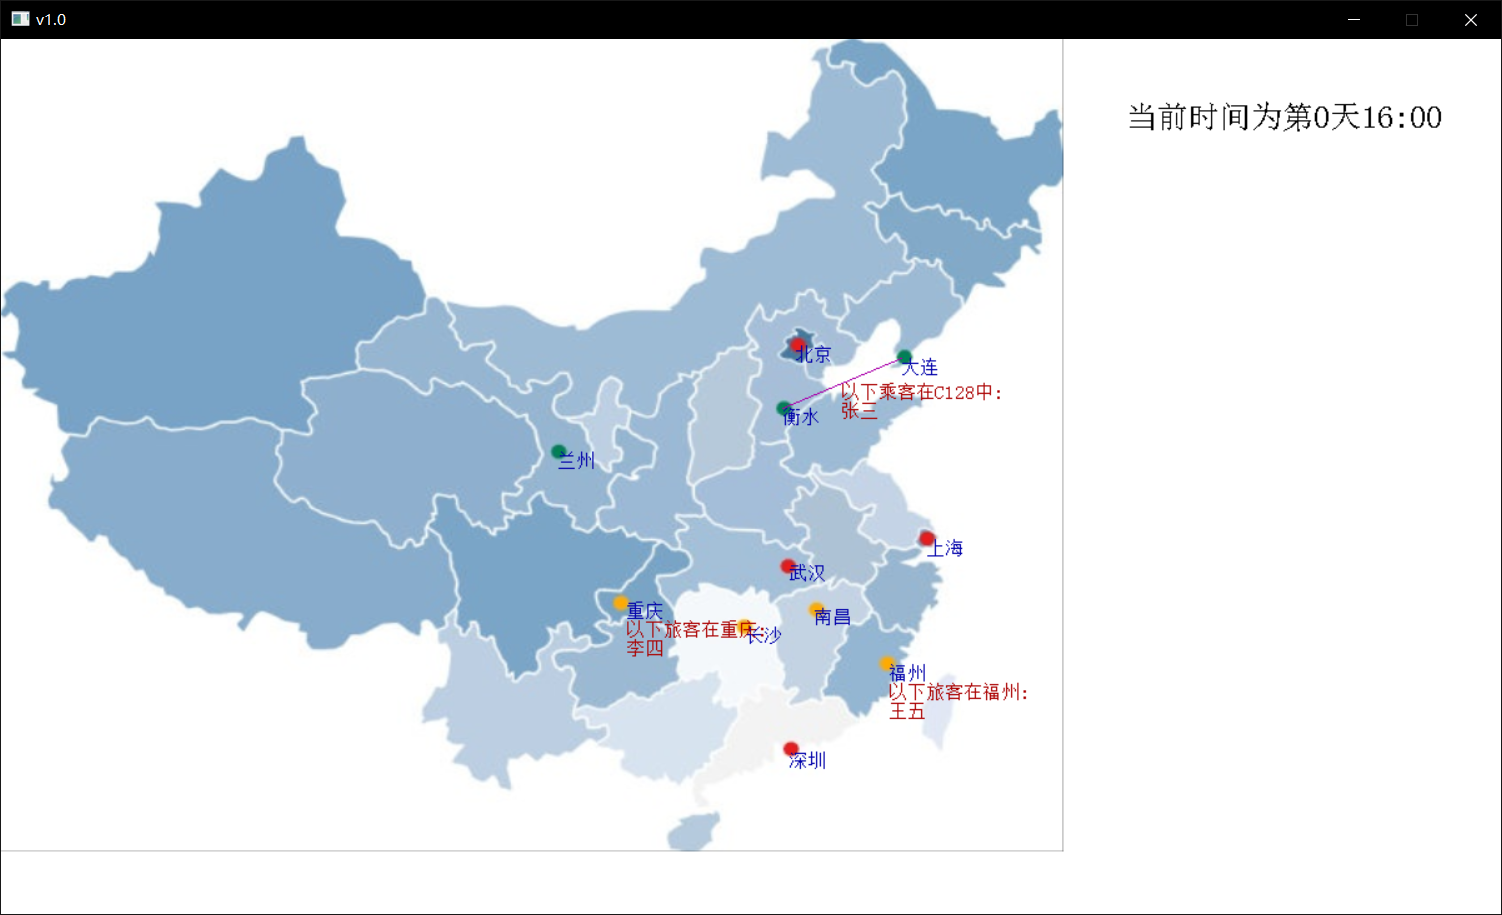 v1.0
当前时间为第0天16:00
北京
大连
以下乘客在C128中:
张三
衡水
兰州
上海
武汉
重庆
以下旅客在重庆:
李四
长沙
南昌
福州
以下旅客在福州:
王五
深圳